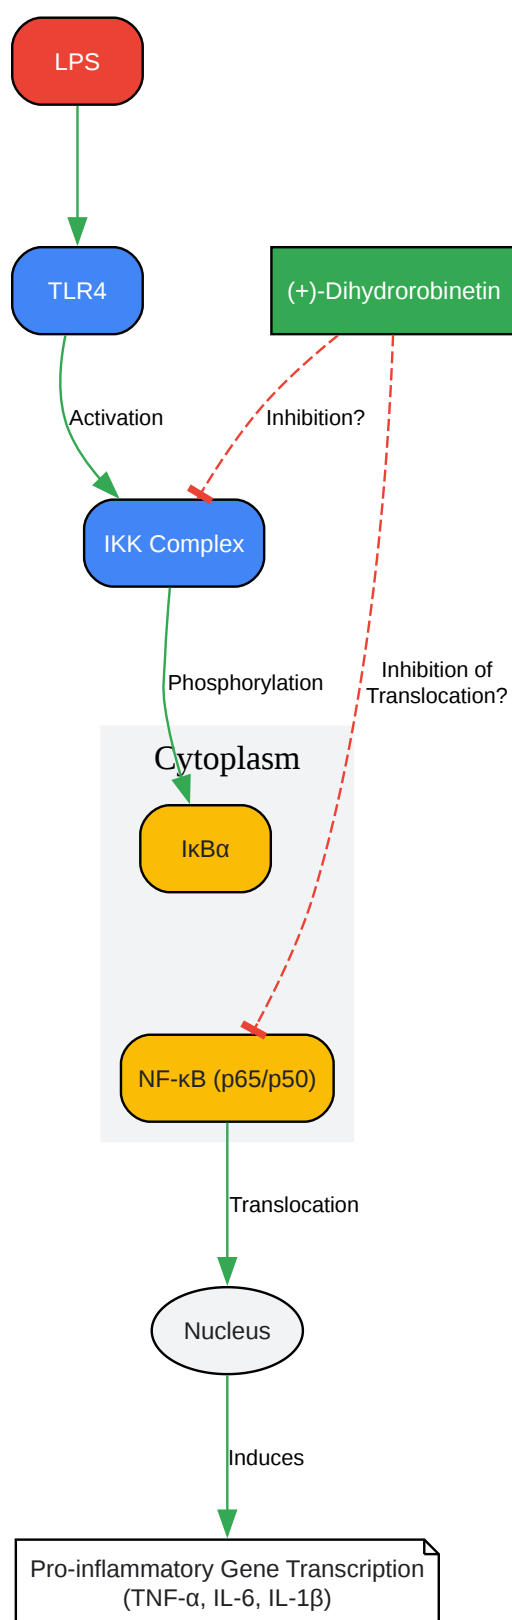 LPS
TLR4
(+)-Dihydrorobinetin
Activation
Inhibition?
IKK Complex
Phosphorylation
Inhibition of
Translocation?
Cytoplasm
IκBα
NF-κB (p65/p50)
Translocation
Nucleus
Induces
Pro-inflammatory Gene Transcription
(TNF-α, IL-6, IL-1β)